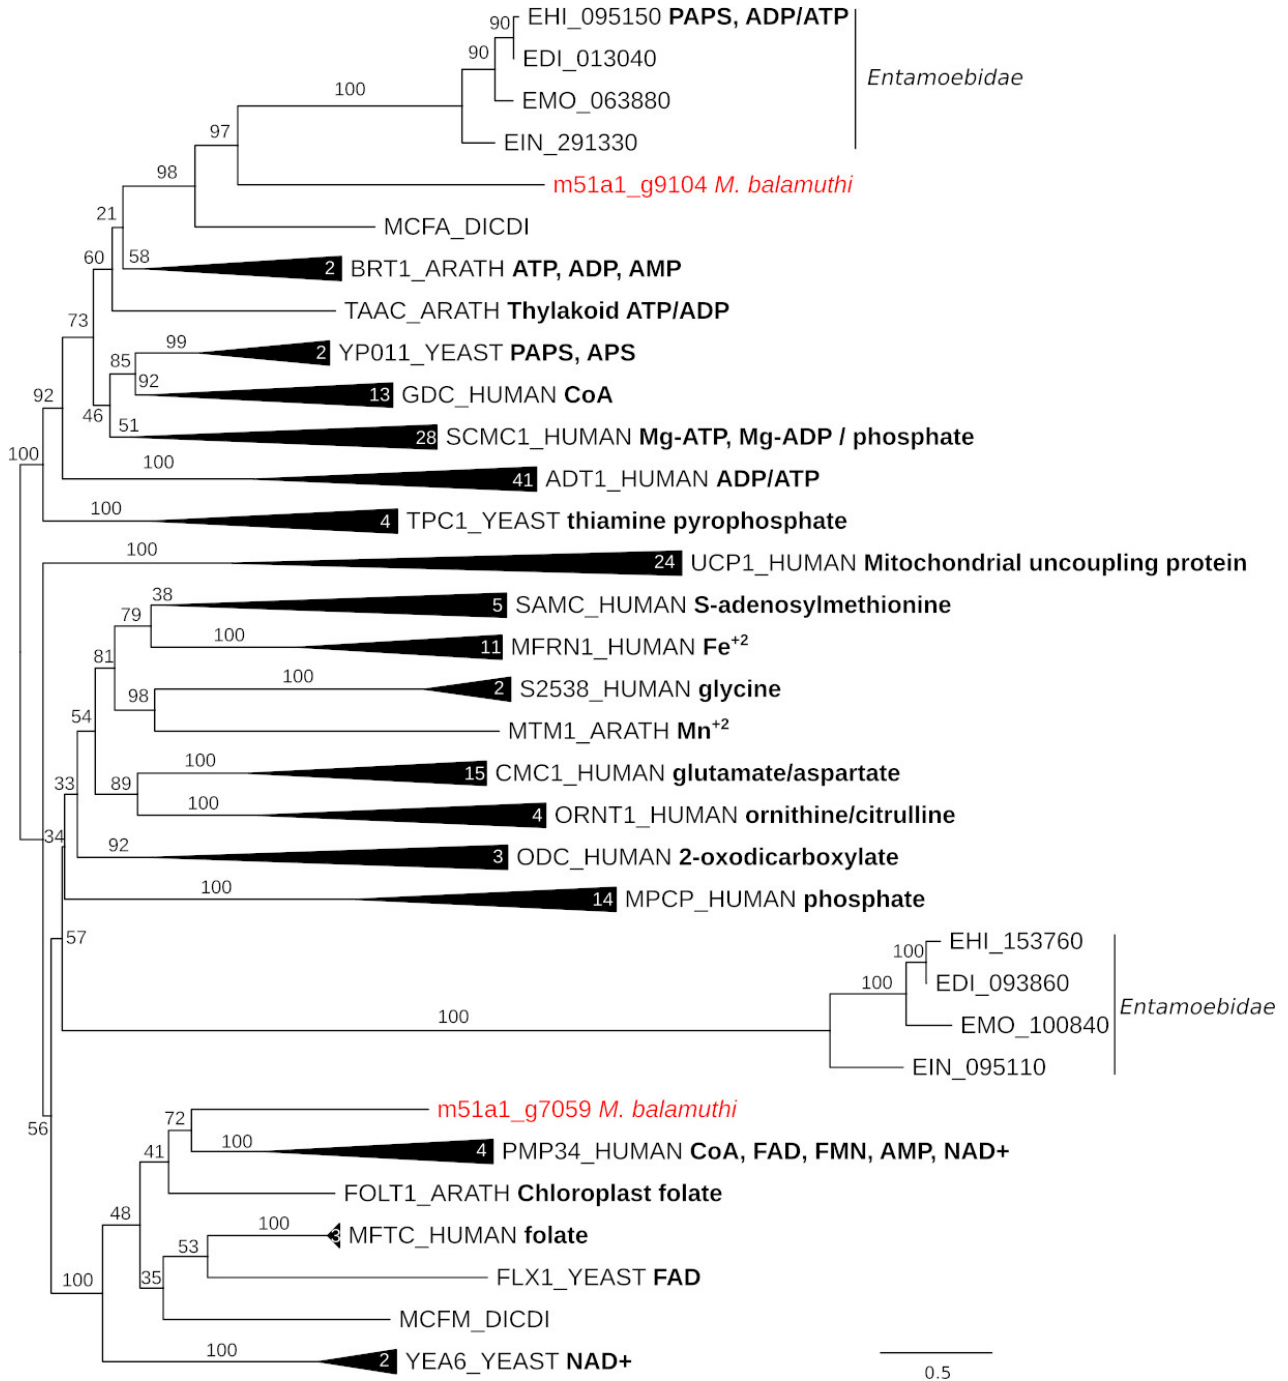 90 EHI_095150 PAPS, ADP/ATP
90 EDI_013040
Entamoebidae
100 EMO_063880
97 EIN_291330
98 m51a1_g9104 M. balamuthi
21 MCFA_DICDI
60 58 2 BRT1_ARATH ATP, ADP, AMP
TAAC_ARATH Thylakoid ATP/ADP
73
99 2 YP011_YEAST PAPS, APS
85
92 13 GDC_HUMAN CoA
92 46
51 28 SCMC1_HUMAN Mg-ATP, Mg-ADP / phosphate
100
100 41 ADT1_HUMAN ADP/ATP
100 4 TPC1_YEAST thiamine pyrophosphate
100 24 UCP1_HUMAN Mitochondrial uncoupling protein
38 5 SAMC_HUMAN S-adenosylmethionine
79
100 11 MFRN1_HUMAN Fe+2
81
100 2 S2538_HUMAN glycine
98
54 MTM1_ARATH Mn+2
100 15 CMC1_HUMAN glutamate/aspartate
33 89
100 4 ORNT1_HUMAN ornithine/citrulline
34
92 3 ODC_HUMAN 2-oxodicarboxylate
100 14 MPCP_HUMAN phosphate
57
100 EHI_153760
100 EDI_093860
Entamoebidae
100 EMO_100840
EIN_095110
72 m51a1_g7059 M. balamuthi
56
41 100 4 PMP34_HUMAN CoA, FAD, FMN, AMP, NAD+
FOLT1_ARATH Chloroplast folate
48
100 3 MFTC_HUMAN folate
53
100 35 FLX1_YEAST FAD
MCFM_DICDI
100 2 YEA6_YEAST NAD+
0.5